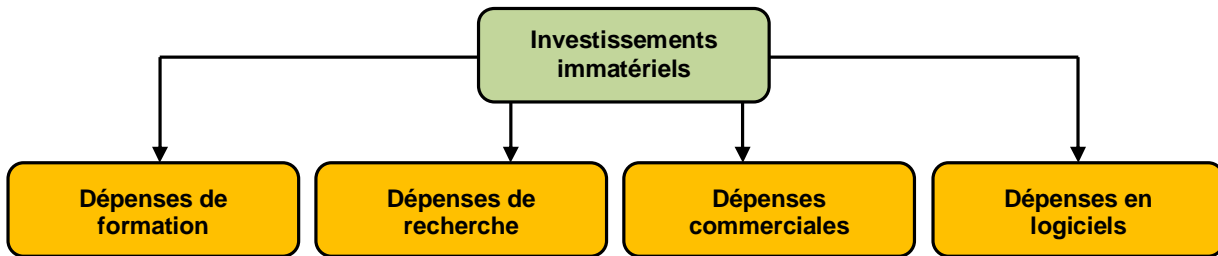 Investissements
immatériels
Dépenses de
formation
Dépenses de
recherche
Dépenses
commerciales
Dépenses en
logiciels